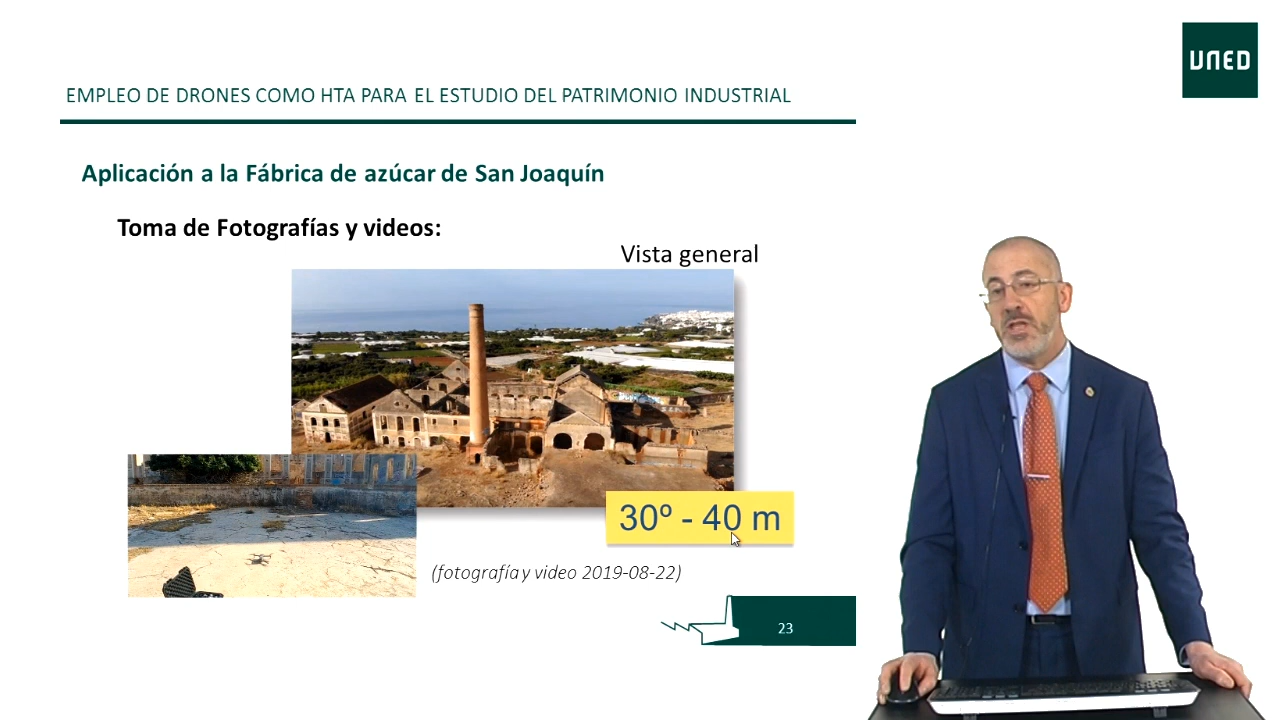 UNED
EMPLEO DE DRONES COMO HTA PARA EL ESTUDIO DEL PATRIMONIO INDUSTRIAL
Aplicación a la Fábrica de azúcar de San Joaquín
Toma de Fotografías y videos:
Vista general
30º - 40 m
(fotografía y video 2019-08-22)
23